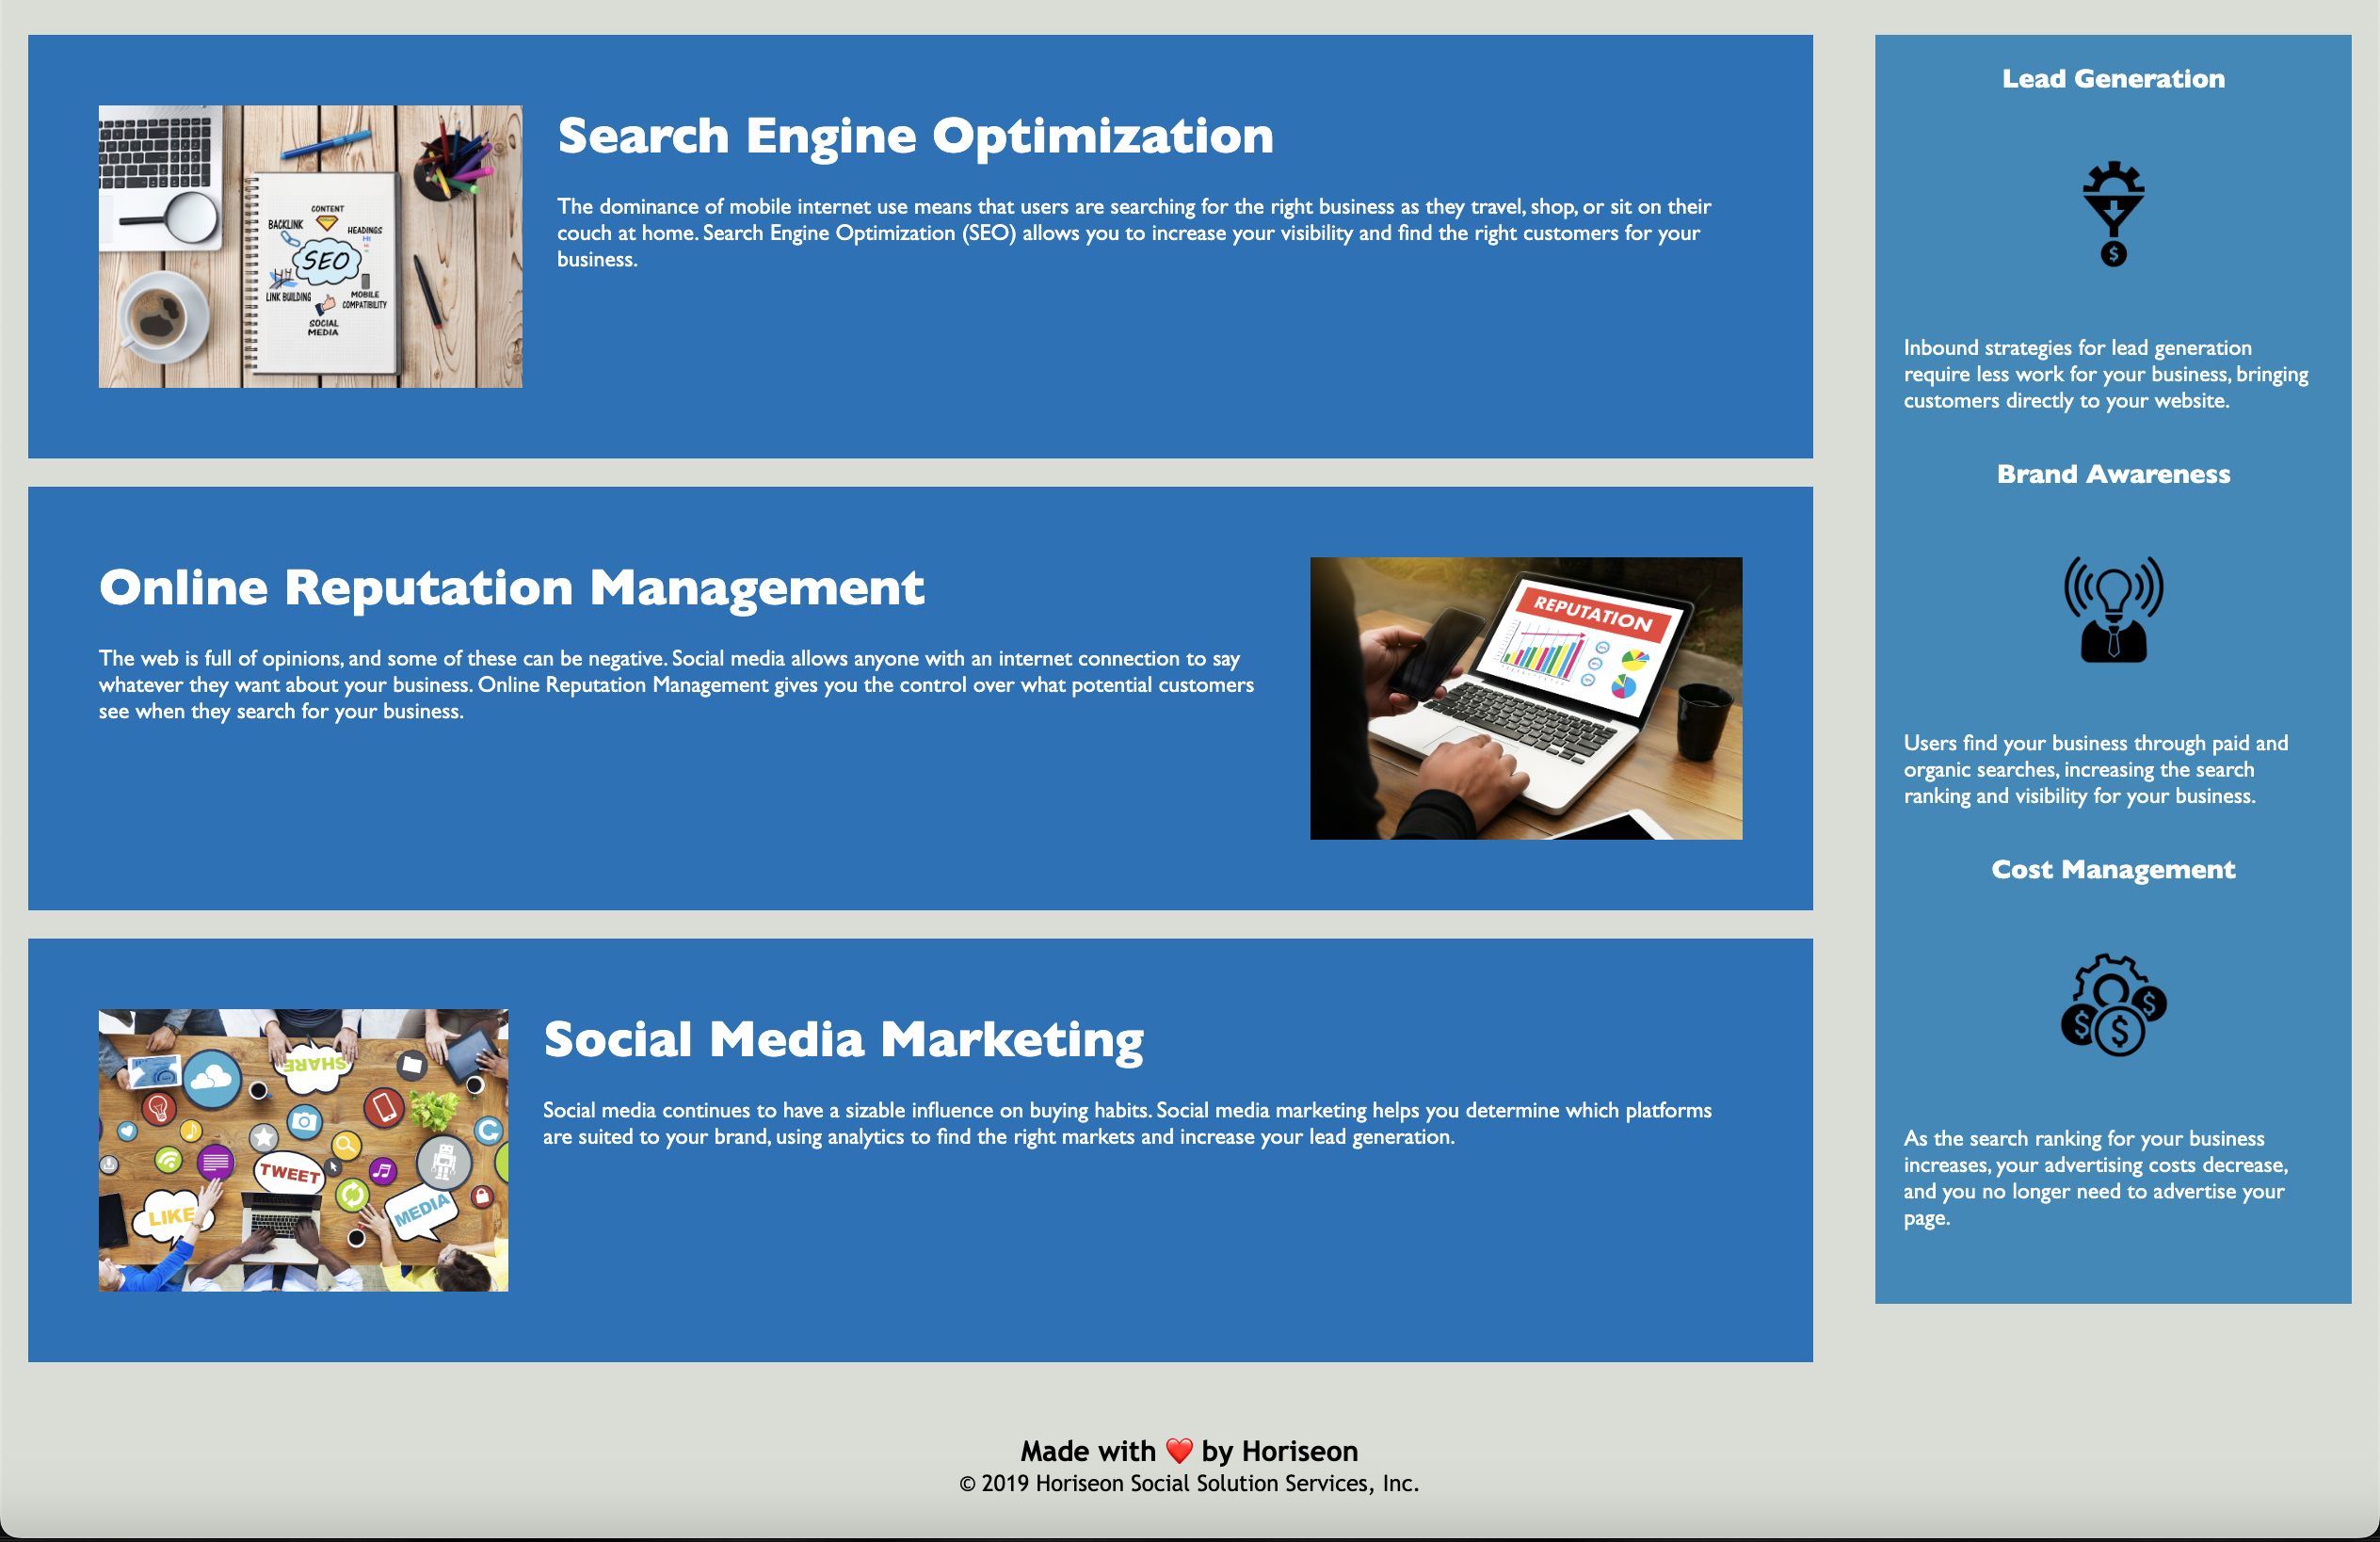 Search Engine Optimization
The dominance of mobile internet use means that users are searching for the right business as they travel, shop, or sit on their
couch at home. Search Engine Optimization (SEO) allows you to increase your visibility and find the right customers for your
business.
CONTENT
BACKLINK
HEADINGS
H1
SEO
LINK BUILDING
MOBILE
COMPATIBILITY
SOCIAL
MEDIA
Online Reputation Management
The web is full of opinions, and some of these can be negative. Social media allows anyone with an internet connection to say
whatever they want about your business. Online Reputation Management gives you the control over what potential customers
see when they search for your business.
REPUTATION
Social Media Marketing
Social media continues to have a sizable influence on buying habits. Social media marketing helps you determine which platforms
are suited to your brand, using analytics to find the right markets and increase your lead generation.
SHARE
TWEET
LIKE
MEDIA
Lead Generation
$
Inbound strategies for lead generation
require less work for your business, bringing
customers directly to your website.
Brand Awareness
Users find your business through paid and
organic searches, increasing the search
ranking and visibility for your business.
Cost Management
$ $ $
As the search ranking for your business
increases, your advertising costs decrease,
and you no longer need to advertise your
page.
Made with ❤️ by Horiseon
© 2019 Horiseon Social Solution Services, Inc.